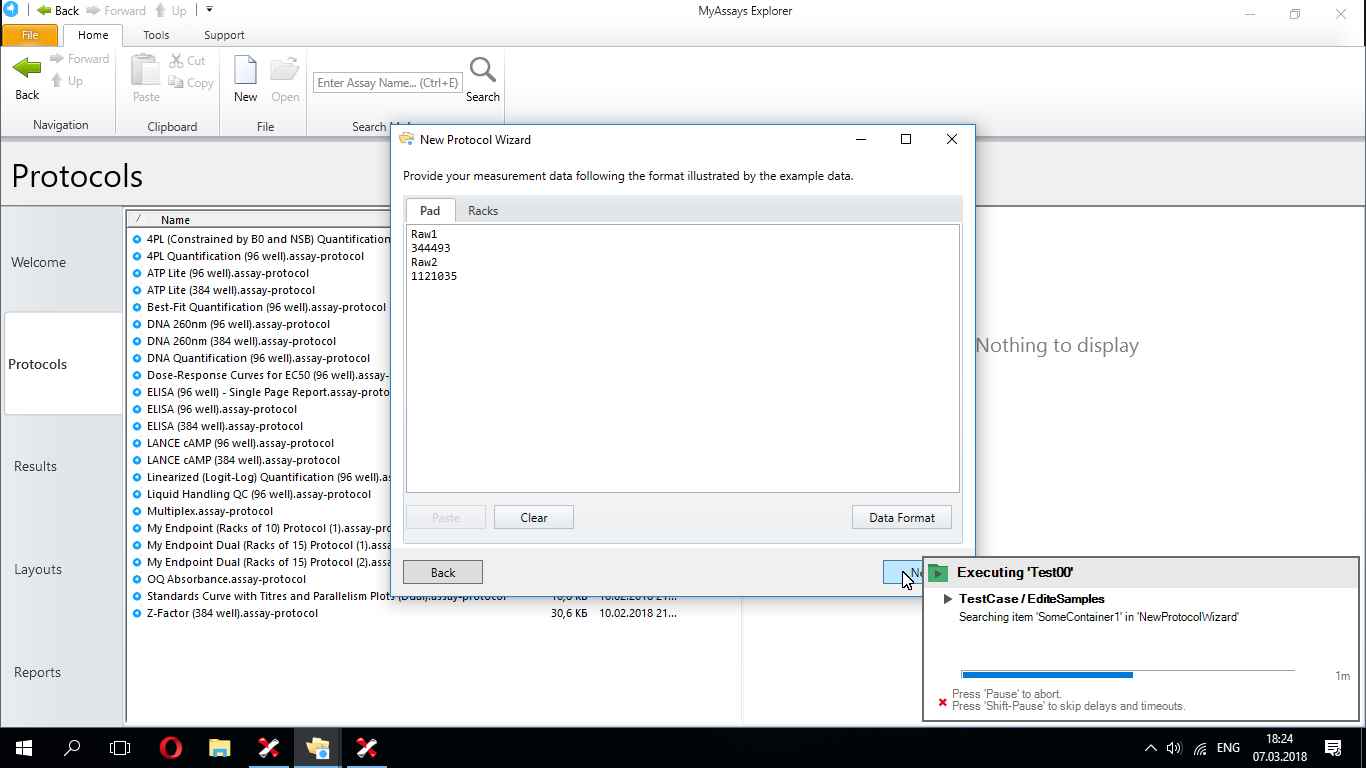 Back Forward Up
MyAssays Explorer
File Home Tools Support
Back
Forward
Up
Navigation
Paste
Cut
Copy
Clipboard
New
Open
File
Enter Assay Name... (Ctrl+E)
Search
Search
Protocols
Welcome
Protocols
Results
Layouts
Reports
Name
4PL (Constrained by B0 and NSB) Quantification
4PL Quantification (96 well).assay-protocol
ATP Lite (96 well).assay-protocol
ATP Lite (384 well).assay-protocol
Best-Fit Quantification (96 well).assay-protocol
DNA 260nm (96 well).assay-protocol
DNA 260nm (384 well).assay-protocol
DNA Quantification (96 well).assay-protocol
Dose-Response Curves for EC50 (96 well).assay-
ELISA (96 well) - Single Page Report.assay-proto
ELISA (96 well).assay-protocol
ELISA (384 well).assay-protocol
LANCE cAMP (96 well).assay-protocol
LANCE cAMP (384 well).assay-protocol
Linearized (Logit-Log) Quantification (96 well).as
Liquid Handling QC (96 well).assay-protocol
Multiplex.assay-protocol
My Endpoint (Racks of 10) Protocol (1).assay-pro
My Endpoint Dual (Racks of 15) Protocol (1).assa
My Endpoint Dual (Racks of 15) Protocol (2).assa
OQ Absorbance.assay-protocol
Standards Curve with Titres and Parallelism Plots (Dual).assay-protocol 10.02.2018 21...
Z-Factor (384 well).assay-protocol 30,6 КБ 10.02.2018 21...
Nothing to display
New Protocol Wizard
Provide your measurement data following the format illustrated by the example data.
Pad Racks
Raw1
344493
Raw2
1121035
Paste Clear Data Format
Back Ne
Executing 'Test00'
TestCase / EditeSamples
Searching item 'SomeContainer1' in 'NewProtocolWizard'
1m
Press 'Pause' to abort.
Press 'Shift-Pause' to skip delays and timeouts.
ENG
18:24
07.03.2018